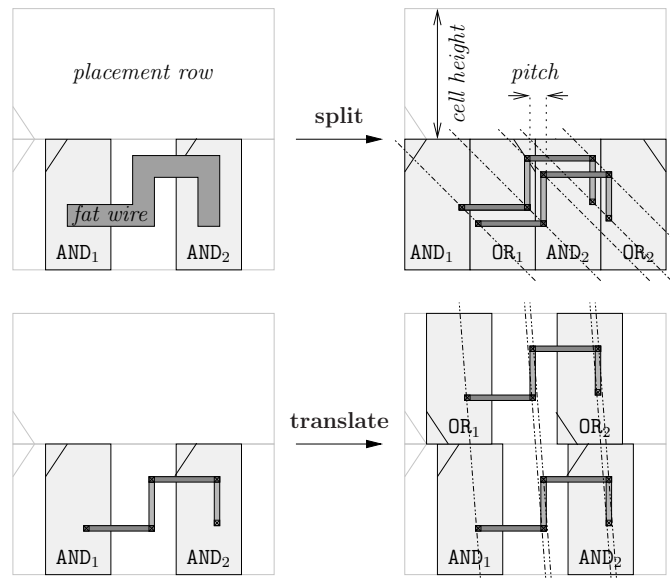 placement row
split
cell height
pitch
fat wire
AND₁
AND₂
AND₁
OR₁
AND₂
OR₂
translate
OR₁
OR₂
AND₁
AND₂
AND₁
AND₂